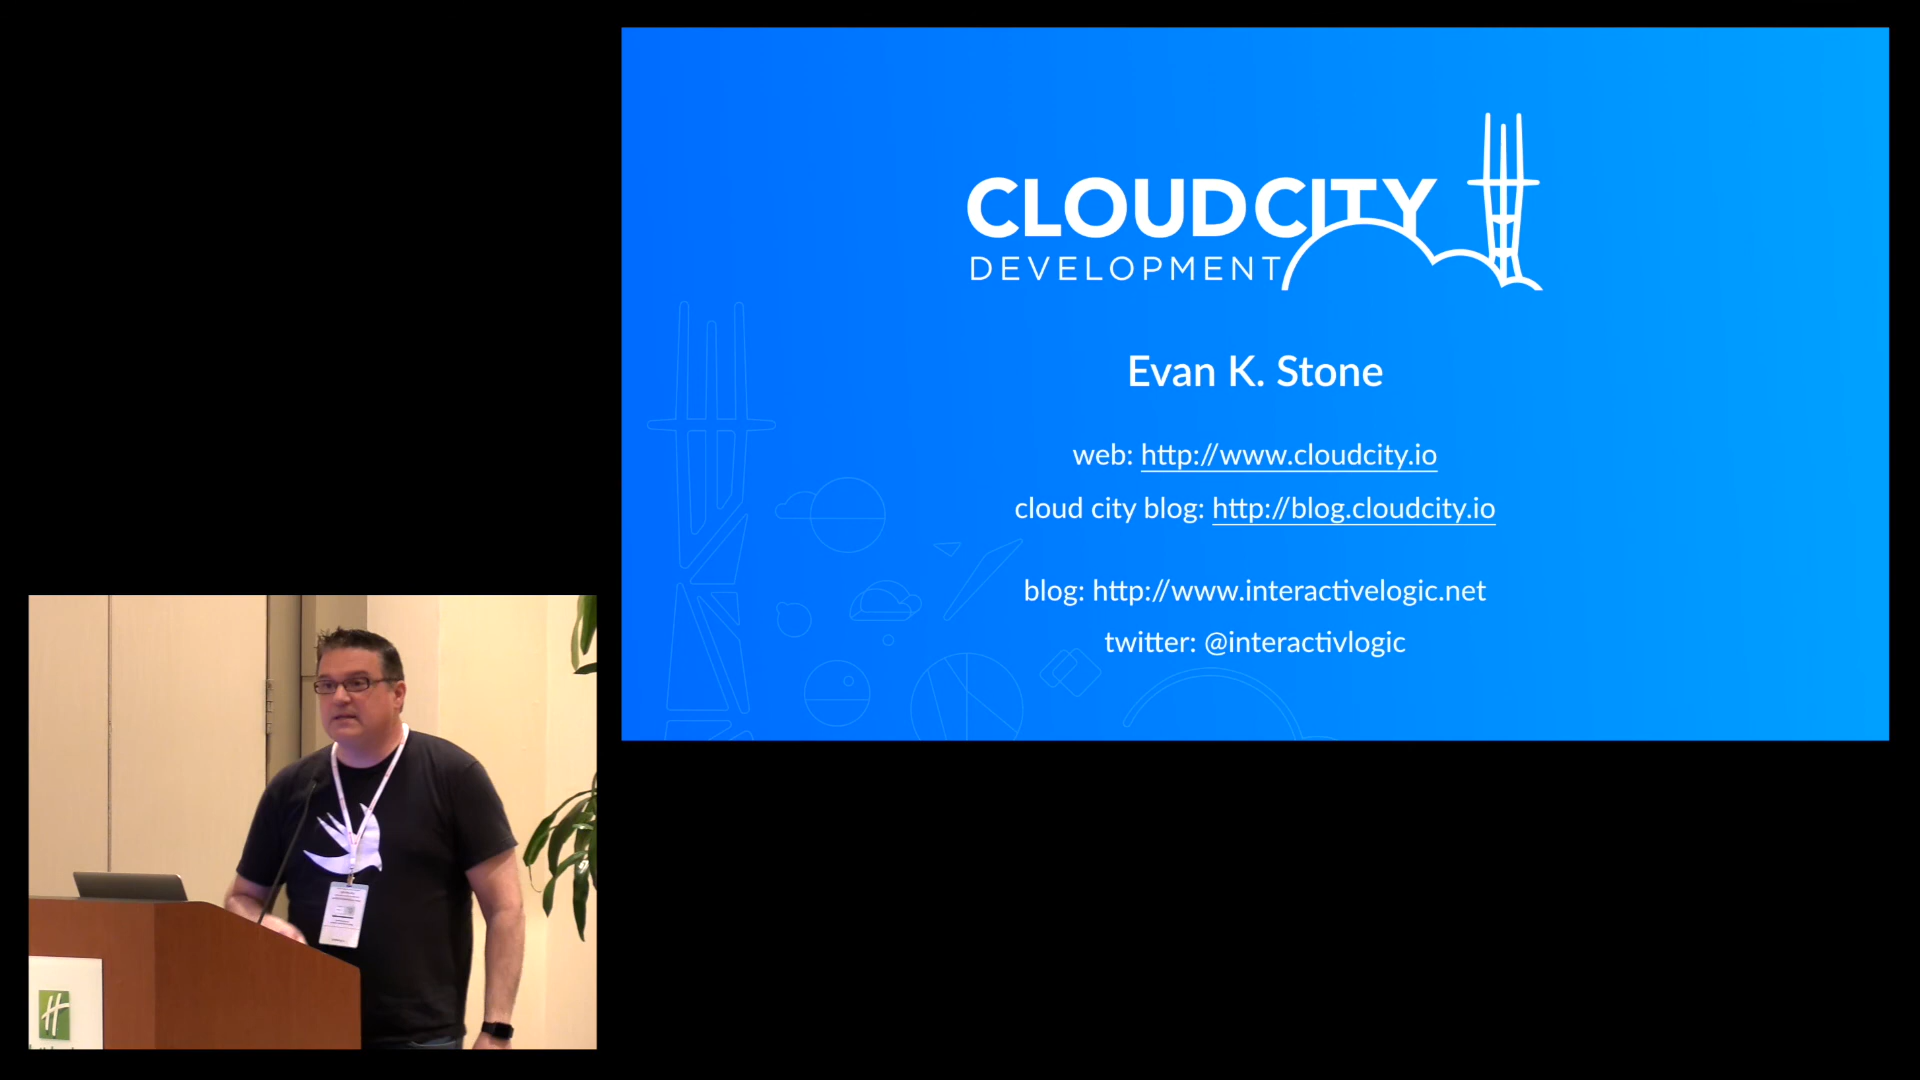 CLOUDCITY
DEVELOPMENT
Evan K. Stone
web: http://www.cloudcity.io
cloud city blog: http://blog.cloudcity.io
blog: http://www.interactivelogic.net
twitter: @interactivlogic
H